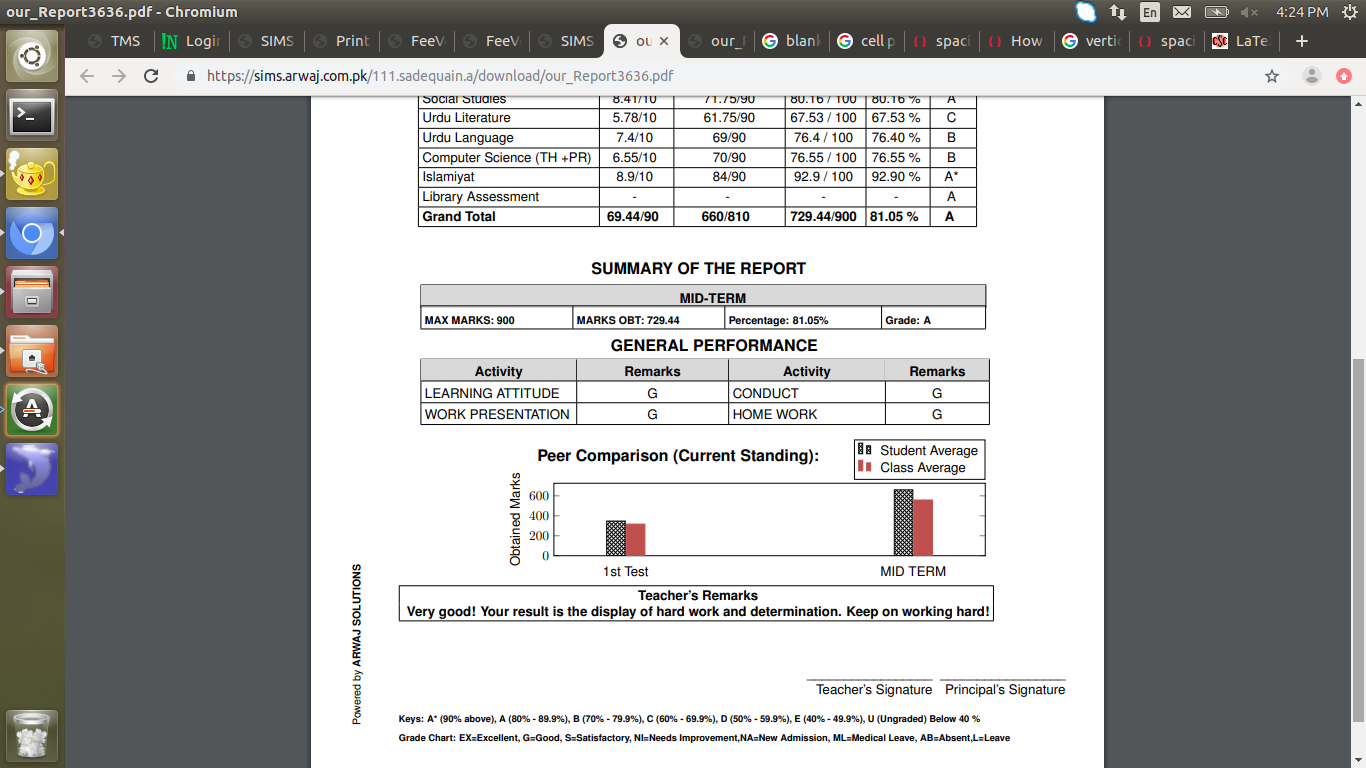 our_Report3636.pdf - Chromium
En
4:24 PM
TMS
!N Login
SIMS
Print
FeeV
FeeV
SIMS
ou
our_
blank
cell p
spaci
How
vertic
spaci
LaTe
https://sims.arwaj.com.pk/111.sadequain.a/download/our_Report3636.pdf
Social Studies 8.41/10 71.75/90 80.16 / 100 80.16 % A
Urdu Literature 5.78/10 61.75/90 67.53 / 100 67.53 % C
Urdu Language 7.4/10 69/90 76.4 / 100 76.40 % B
Computer Science (TH +PR) 6.55/10 70/90 76.55 / 100 76.55 % B
Islamiyat 8.9/10 84/90 92.9 / 100 92.90 % A*
Library Assessment - - - - A
Grand Total 69.44/90 660/810 729.44/900 81.05 % A
SUMMARY OF THE REPORT
MID-TERM
MAX MARKS: 900 MARKS OBT: 729.44 Percentage: 81.05% Grade: A
GENERAL PERFORMANCE
Activity Remarks Activity Remarks
LEARNING ATTITUDE G CONDUCT G
WORK PRESENTATION G HOME WORK G
Peer Comparison (Current Standing):
Student Average
Class Average
Obtained Marks
600
400
200
0
1st Test MID TERM
Teacher's Remarks
Very good! Your result is the display of hard work and determination. Keep on working hard!
Powered by ARWAJ SOLUTIONS
Teacher's Signature Principal's Signature
Keys: A* (90% above), A (80% - 89.9%), B (70% - 79.9%), C (60% - 69.9%), D (50% - 59.9%), E (40% - 49.9%), U (Ungraded) Below 40 %
Grade Chart: EX=Excellent, G=Good, S=Satisfactory, NI=Needs Improvement,NA=New Admission, ML=Medical Leave, AB=Absent,L=Leave